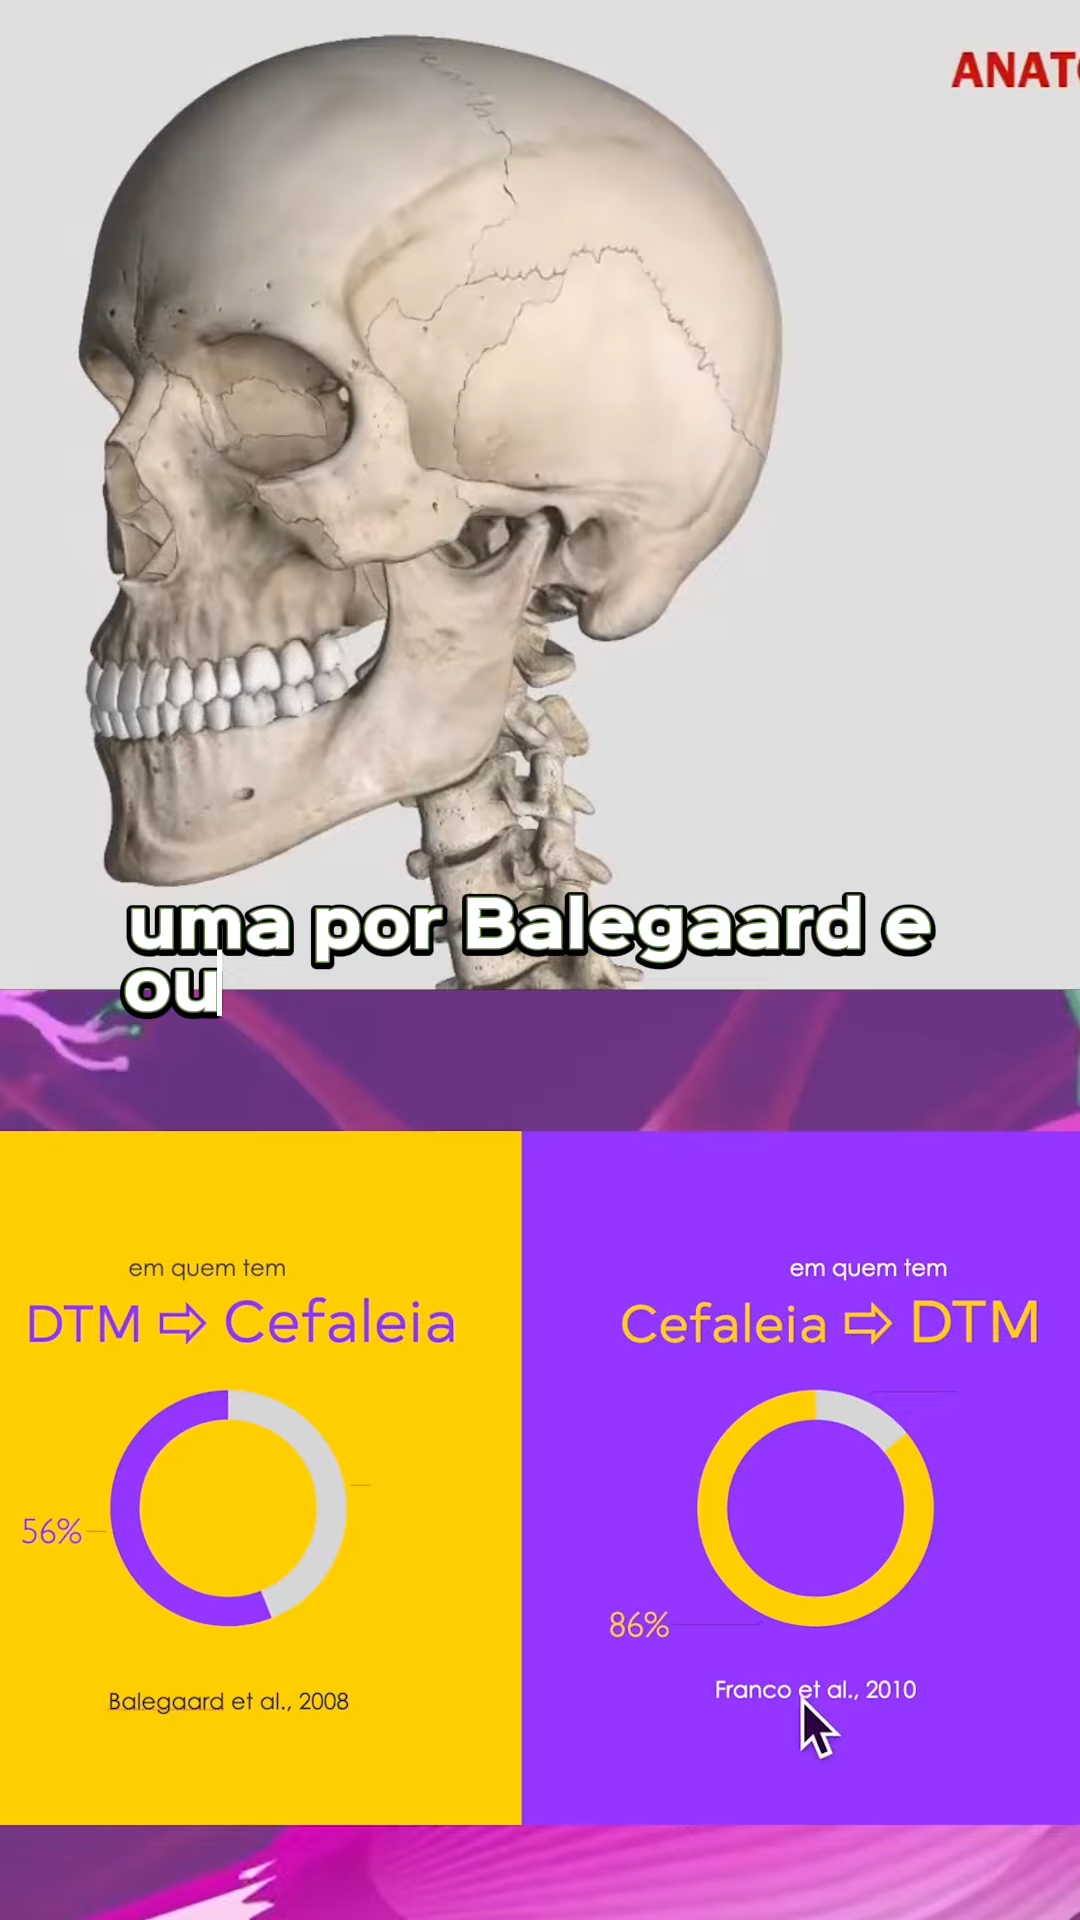 ANAT
uma por Balegaard e
ou
em quem tem
DTM ⇨ Cefaleia
56%
Balegaard et al., 2008
em quem tem
Cefaleia ⇨ DTM
86%
Franco et al., 2010